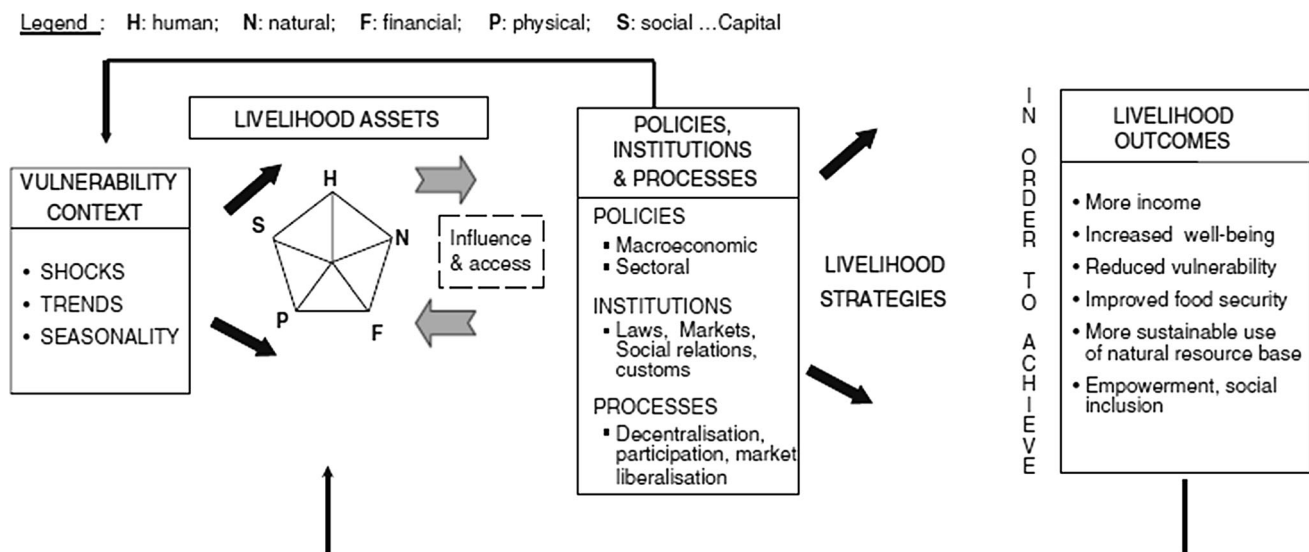 Legend : H: human; N: natural; F: financial; P: physical; S: social ...Capital
LIVELIHOOD ASSETS
VULNERABILITY
CONTEXT
• SHOCKS
• TRENDS
• SEASONALITY
H
S
N
P
F
Influence
& access
POLICIES,
INSTITUTIONS
& PROCESSES
POLICIES
▪ Macroeconomic
▪ Sectoral
INSTITUTIONS
▪ Laws, Markets,
Social relations,
customs
PROCESSES
▪ Decentralisation,
participation, market
liberalisation
LIVELIHOOD
STRATEGIES
IN ORDER TO ACHIEVE
LIVELIHOOD
OUTCOMES
• More income
• Increased well-being
• Reduced vulnerability
• Improved food security
• More sustainable use
of natural resource base
• Empowerment, social
inclusion